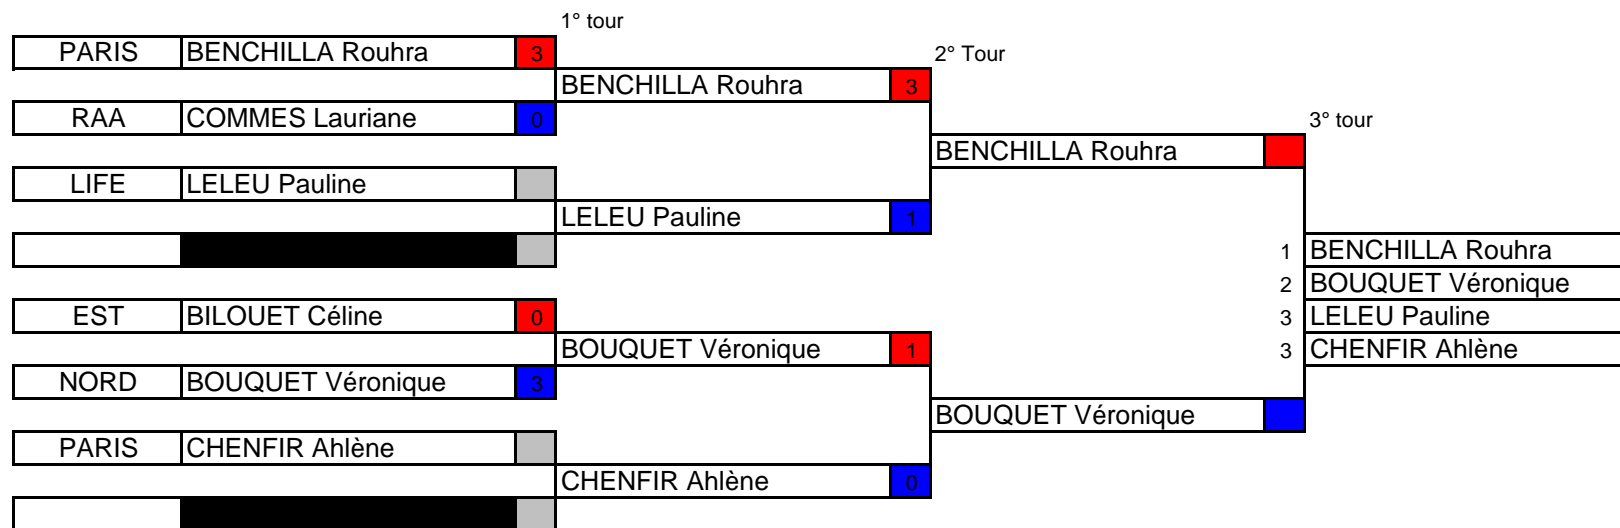 1° tour
PARIS BENCHILLA Rouhra 3
2° Tour
BENCHILLA Rouhra 3
RAA COMMES Lauriane 0
3° tour
BENCHILLA Rouhra
LIFE LELEU Pauline
LELEU Pauline 1
1 BENCHILLA Rouhra
2 BOUQUET Véronique
EST BILOUET Céline 0
3 LELEU Pauline
BOUQUET Véronique 1
3 CHENFIR Ahlène
NORD BOUQUET Véronique 3
BOUQUET Véronique
PARIS CHENFIR Ahlène
CHENFIR Ahlène 0